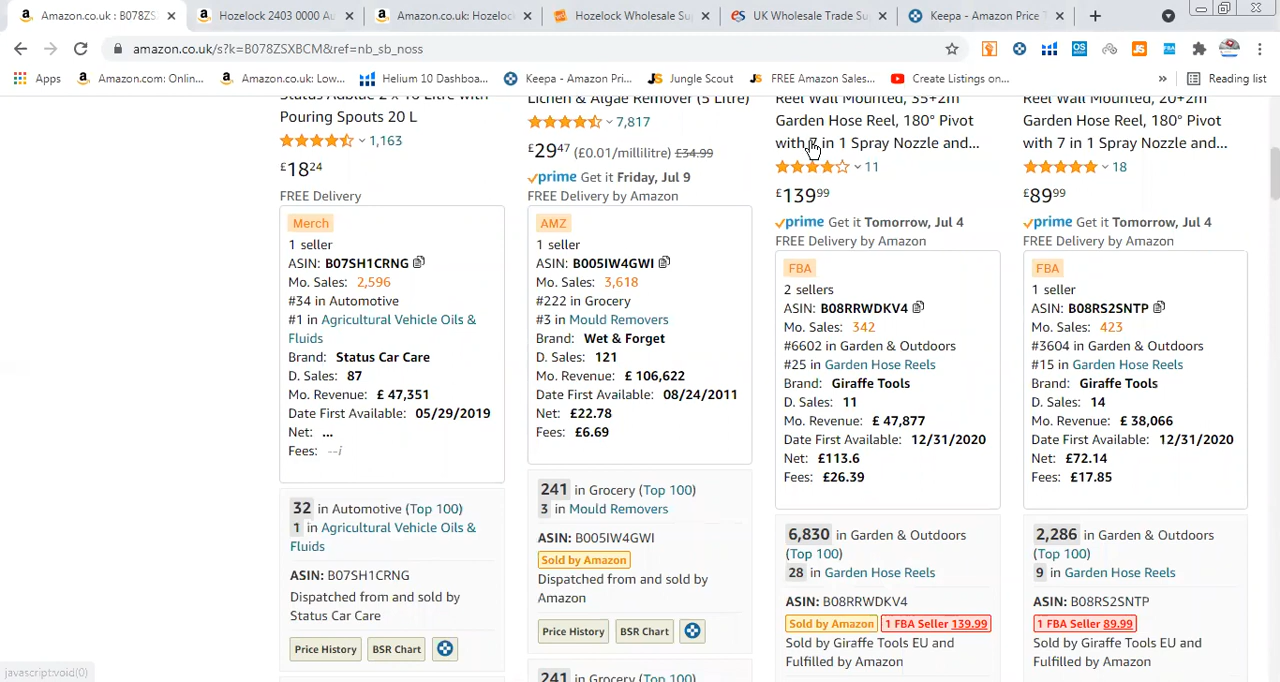 Amazon.co.uk : B078ZS
Hozelock 2403 0000 Au
Amazon.co.uk: Hozeloc
Hozelock Wholesale Su
UK Wholesale Trade Su
Keepa - Amazon Price T
amazon.co.uk/s?k=B078ZSXBCM&ref=nb_sb_noss
Apps
Amazon.com: Onlin...
Amazon.co.uk: Low...
Helium 10 Dashboa...
Keepa - Amazon Pri...
Jungle Scout
FREE Amazon Sales...
Create Listings on...
»
Reading list
Pouring Spouts 20 L
1,163
£18 24
FREE Delivery
Merch
1 seller
ASIN: B07SH1CRNG
Mo. Sales: 2,596
#34 in Automotive
#1 in Agricultural Vehicle Oils &
Fluids
Brand: Status Car Care
D. Sales: 87
Mo. Revenue: £ 47,351
Date First Available: 05/29/2019
Net: ...
Fees: --i
32 in Automotive (Top 100)
1 in Agricultural Vehicle Oils &
Fluids
ASIN: B07SH1CRNG
Dispatched from and sold by
Status Car Care
Price History
BSR Chart
Lichen & Algae Remover (5 Litre)
7,817
£29 47 (£0.01/millilitre) £34.99
prime Get it Friday, Jul 9
FREE Delivery by Amazon
AMZ
1 seller
ASIN: B005IW4GWI
Mo. Sales: 3,618
#222 in Grocery
#3 in Mould Removers
Brand: Wet & Forget
D. Sales: 121
Mo. Revenue: £ 106,622
Date First Available: 08/24/2011
Net: £22.78
Fees: £6.69
241 in Grocery (Top 100)
3 in Mould Removers
ASIN: B005IW4GWI
Sold by Amazon
Dispatched from and sold by
Amazon
Price History
BSR Chart
241 in Grocery (Top 100)
Reel Wall Mounted, 35+2m
Garden Hose Reel, 180° Pivot
with 7 in 1 Spray Nozzle and...
11
£139 99
prime Get it Tomorrow, Jul 4
FREE Delivery by Amazon
FBA
2 sellers
ASIN: B08RRWDKV4
Mo. Sales: 342
#6602 in Garden & Outdoors
#25 in Garden Hose Reels
Brand: Giraffe Tools
D. Sales: 11
Mo. Revenue: £ 47,877
Date First Available: 12/31/2020
Net: £113.6
Fees: £26.39
6,830 in Garden & Outdoors
(Top 100)
28 in Garden Hose Reels
ASIN: B08RRWDKV4
Sold by Amazon 1 FBA Seller 139.99
Sold by Giraffe Tools EU and
Fulfilled by Amazon
Reel Wall Mounted, 20+2m
Garden Hose Reel, 180° Pivot
with 7 in 1 Spray Nozzle and...
18
£89 99
prime Get it Tomorrow, Jul 4
FREE Delivery by Amazon
FBA
1 seller
ASIN: B08RS2SNTP
Mo. Sales: 423
#3604 in Garden & Outdoors
#15 in Garden Hose Reels
Brand: Giraffe Tools
D. Sales: 14
Mo. Revenue: £ 38,066
Date First Available: 12/31/2020
Net: £72.14
Fees: £17.85
2,286 in Garden & Outdoors
(Top 100)
9 in Garden Hose Reels
ASIN: B08RS2SNTP
1 FBA Seller 89.99
Sold by Giraffe Tools EU and
Fulfilled by Amazon
javascript:void(0)